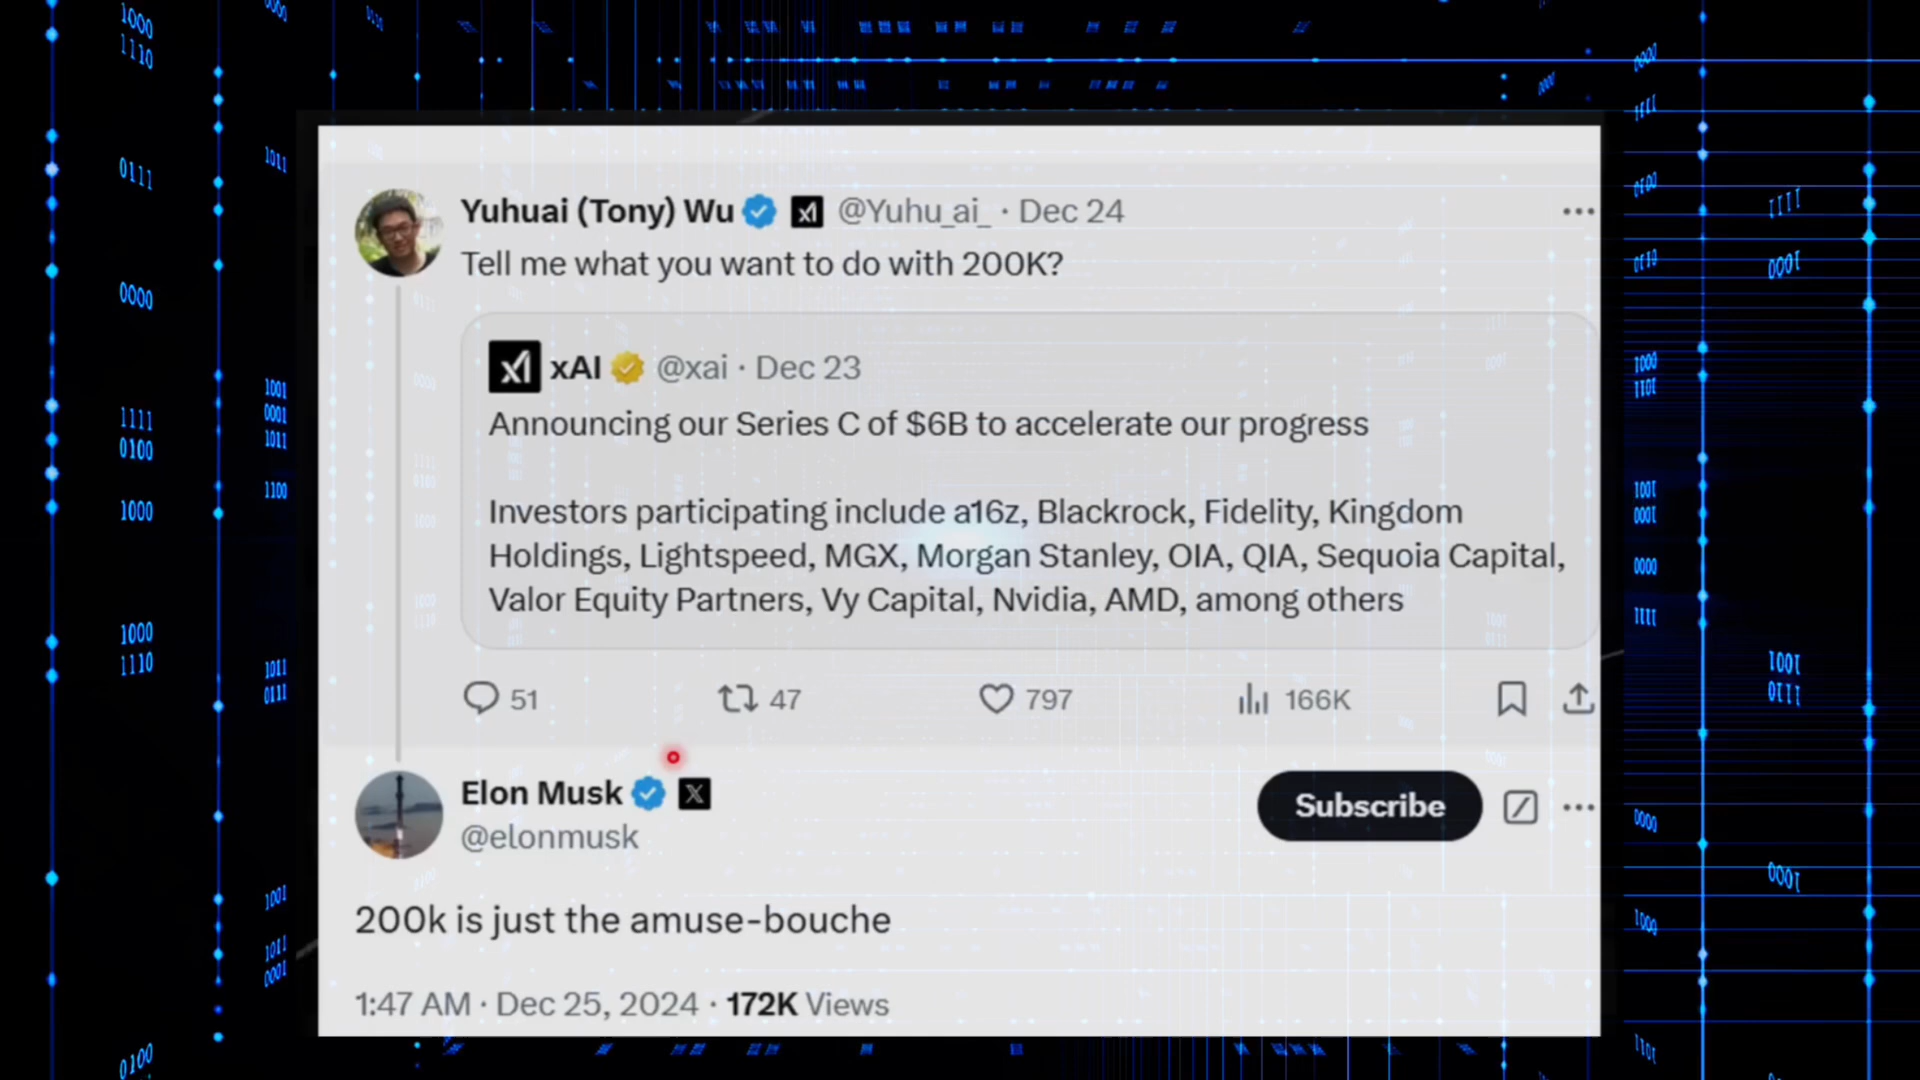 Yuhuai (Tony) Wu @Yuhu_ai_ · Dec 24
Tell me what you want to do with 200K?
xAI @xai · Dec 23
Announcing our Series C of $6B to accelerate our progress
Investors participating include a16z, Blackrock, Fidelity, Kingdom
Holdings, Lightspeed, MGX, Morgan Stanley, OIA, QIA, Sequoia Capital,
Valor Equity Partners, Vy Capital, Nvidia, AMD, among others
51 47 797 166K
Elon Musk
Subscribe
@elonmusk
200k is just the amuse-bouche
1:47 AM · Dec 25, 2024 · 172K Views